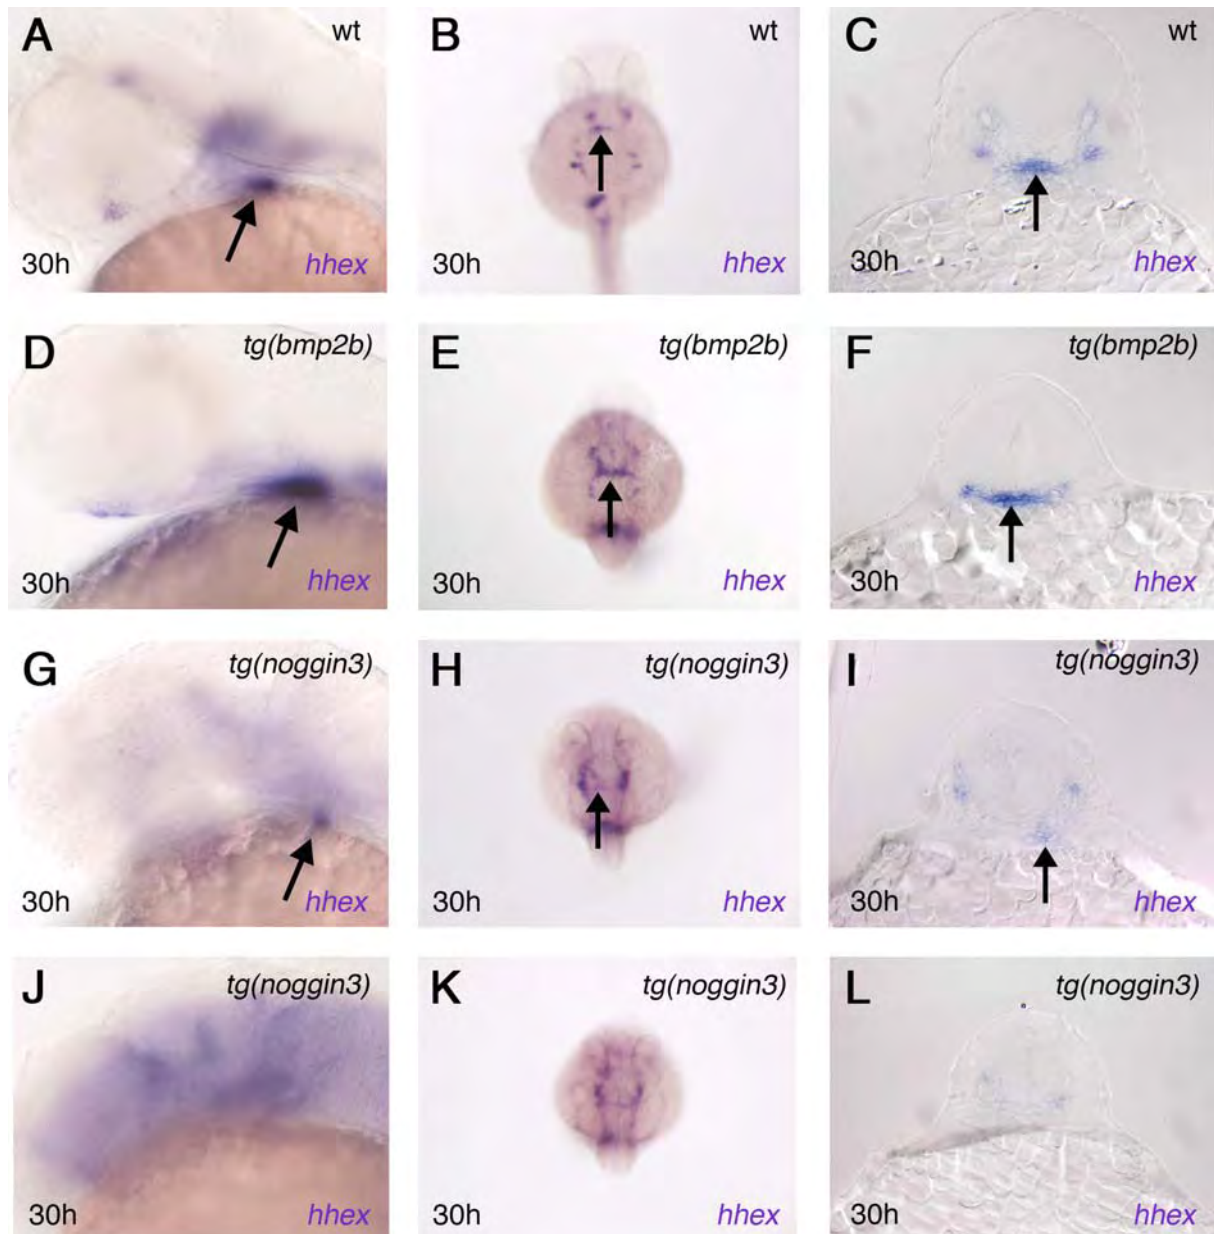 A wt
30h hhex
B wt
30h hhex
C wt
30h hhex
D tg(bmp2b)
30h hhex
E tg(bmp2b)
30h hhex
F tg(bmp2b)
30h hhex
G tg(noggin3)
30h hhex
H tg(noggin3)
30h hhex
I tg(noggin3)
30h hhex
J tg(noggin3)
30h hhex
K tg(noggin3)
30h hhex
L tg(noggin3)
30h hhex